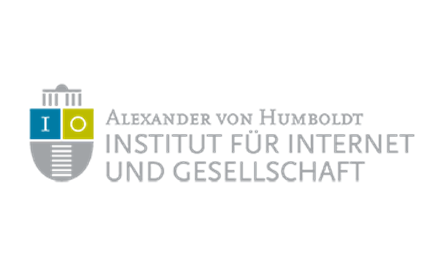 I O
ALEXANDER VON HUMBOLDT
INSTITUT FÜR INTERNET
UND GESELLSCHAFT